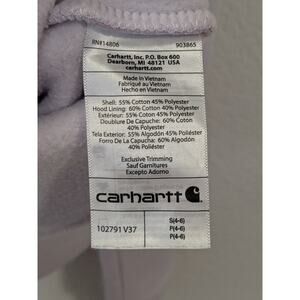 RN#14806 903865
Carhartt, Inc. P.O. Box 600
Dearborn, MI 48121 USA
carhartt.com
Made in Vietnam
Fabriqué au Vietnam
Hecho en Vietnam
Shell: 55% Cotton 45% Polyester
Hood Lining: 60% Cotton 40% Polyester
Extérieur: 55% Coton 45% Polyester
Doublure De Capuche: 60% Coton
40% Polyester
Tela Exterior: 55% Algodón 45% Poliéster
Forro De La Capucha: 60% Algodón
40% Poliéster
Exclusive Trimming
Sauf Garnitures
Excepto Adorno
carhartt
102791 V37
S(4-6)
P(4-6)
P(4-6)